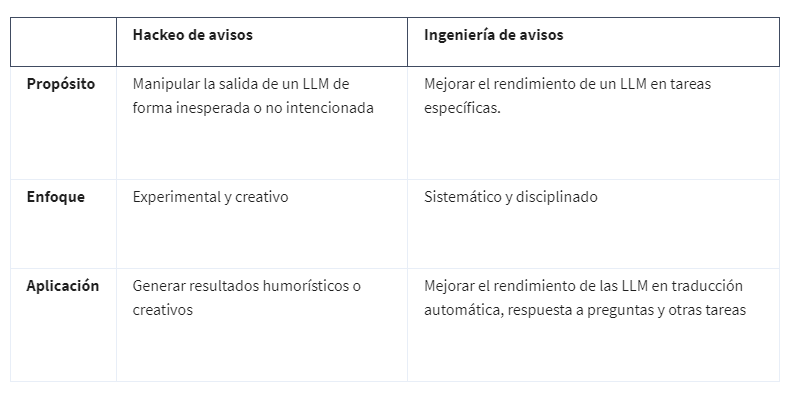 Hackeo de avisos
Ingeniería de avisos
Propósito
Manipular la salida de un LLM de
forma inesperada o no intencionada
Mejorar el rendimiento de un LLM en tareas
específicas.
Enfoque
Experimental y creativo
Sistemático y disciplinado
Aplicación
Generar resultados humorísticos o
creativos
Mejorar el rendimiento de las LLM en traducción
automática, respuesta a preguntas y otras tareas